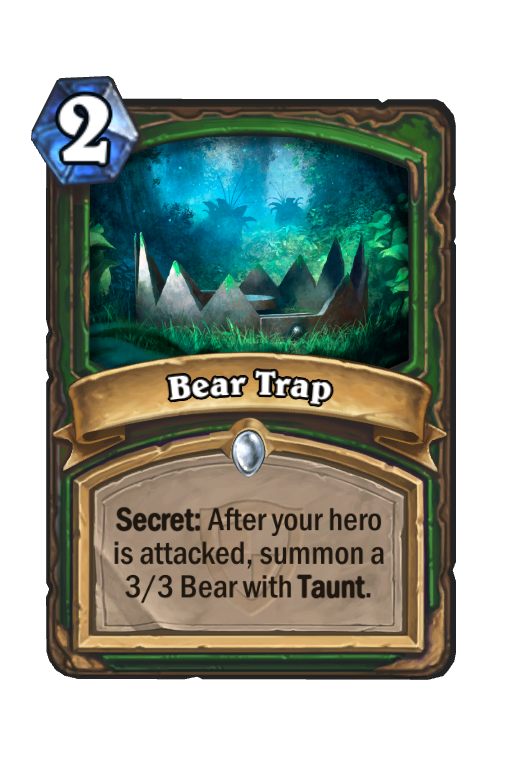 2
Bear Trap
Secret: After your hero
is attacked, summon a
3/3 Bear with Taunt.